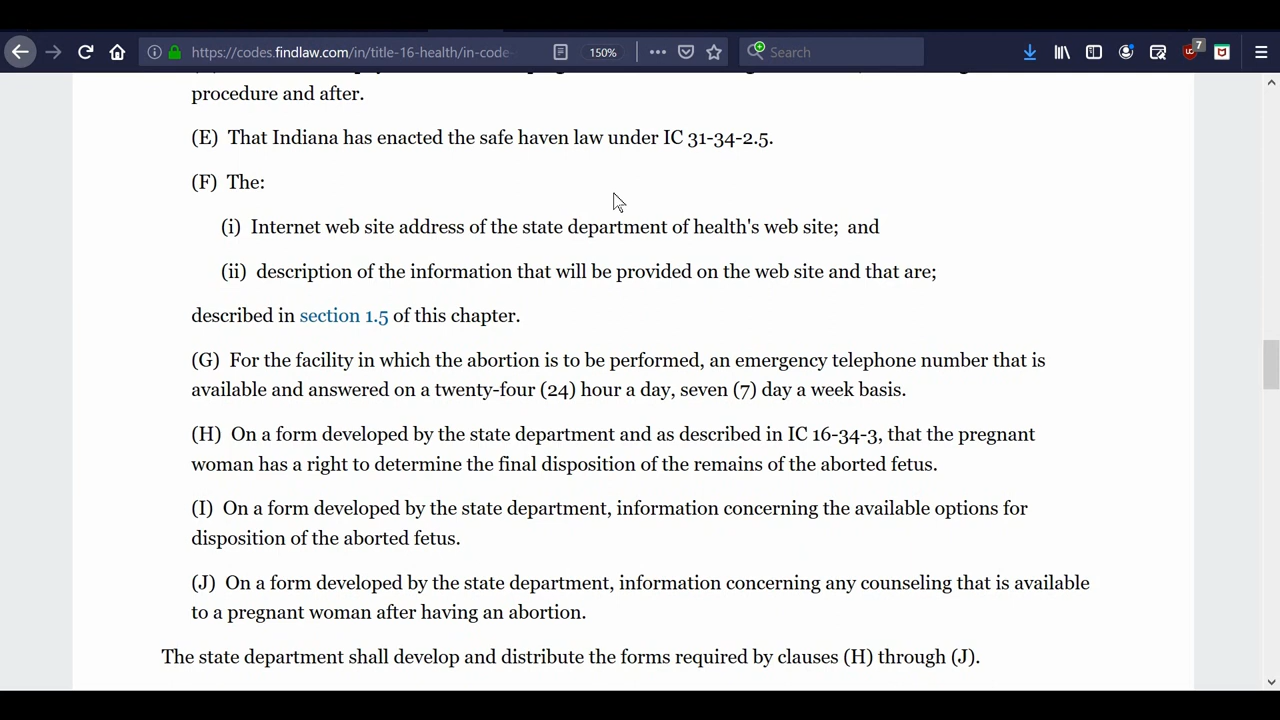 https://codes.findlaw.com/in/title-16-health/in-code-
150%
Search
7
procedure and after.
(E) That Indiana has enacted the safe haven law under IC 31-34-2.5.
(F) The:
(i) Internet web site address of the state department of health's web site; and
(ii) description of the information that will be provided on the web site and that are;
described in section 1.5 of this chapter.
(G) For the facility in which the abortion is to be performed, an emergency telephone number that is
available and answered on a twenty-four (24) hour a day, seven (7) day a week basis.
(H) On a form developed by the state department and as described in IC 16-34-3, that the pregnant
woman has a right to determine the final disposition of the remains of the aborted fetus.
(I) On a form developed by the state department, information concerning the available options for
disposition of the aborted fetus.
(J) On a form developed by the state department, information concerning any counseling that is available
to a pregnant woman after having an abortion.
The state department shall develop and distribute the forms required by clauses (H) through (J).